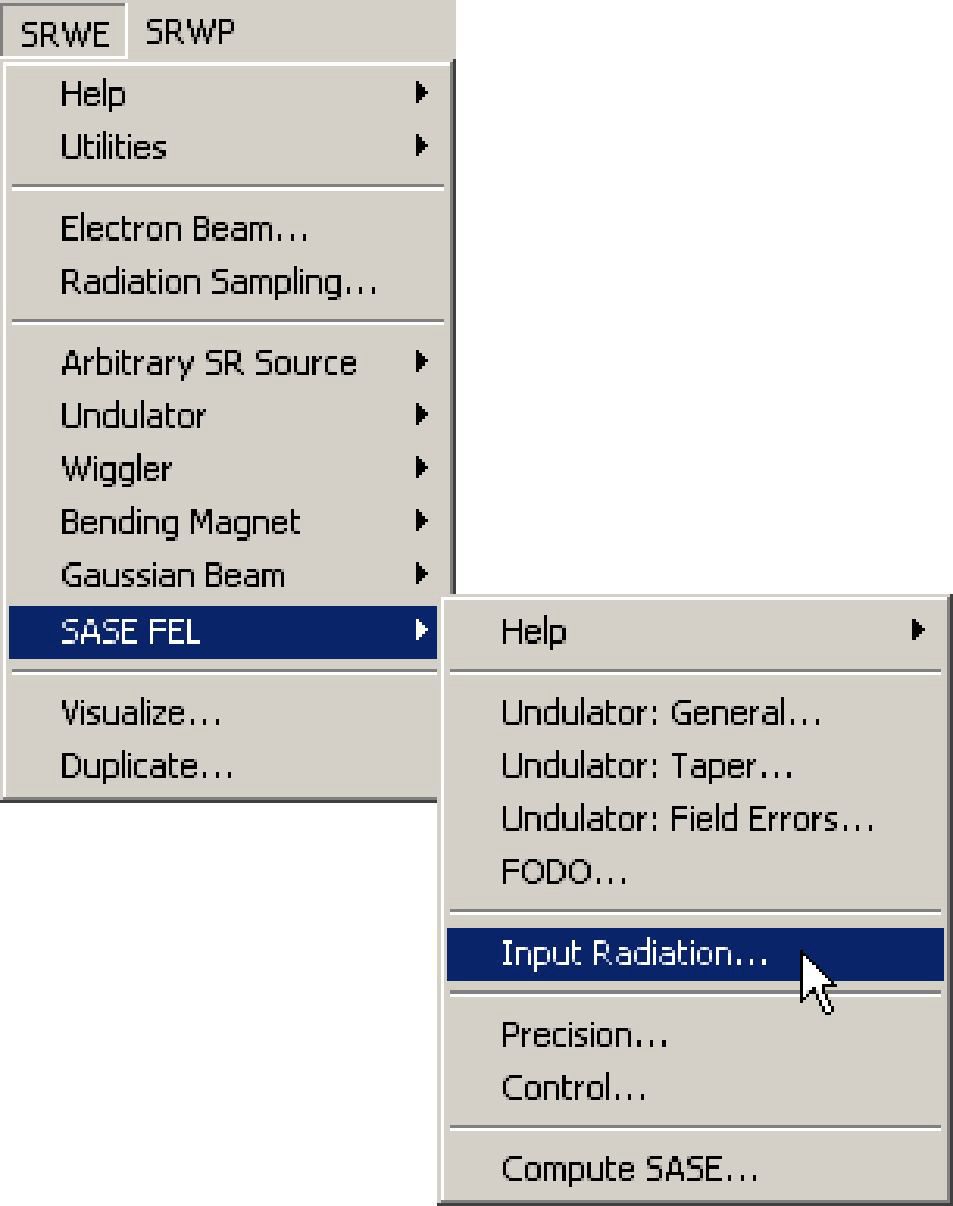 SRWE SRWP
Help
Utilities
Electron Beam...
Radiation Sampling...
Arbitrary SR Source
Undulator
Wiggler
Bending Magnet
Gaussian Beam
SASE FEL
Visualize...
Duplicate...
Help
Undulator: General...
Undulator: Taper...
Undulator: Field Errors...
FODO...
Input Radiation...
Precision...
Control...
Compute SASE...